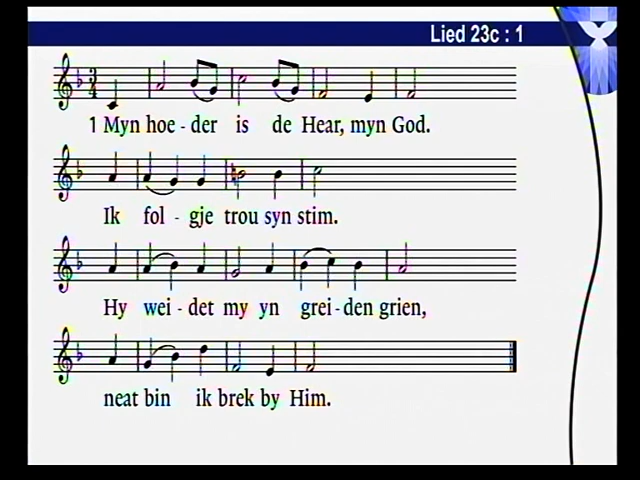 Lied 23c : 1
1 Myn hoe - der is de Hear, myn God.
Ik fol - gje trou syn stim.
Hy wei - det my yn grei - den grien,
neat bin ik brek by Him.